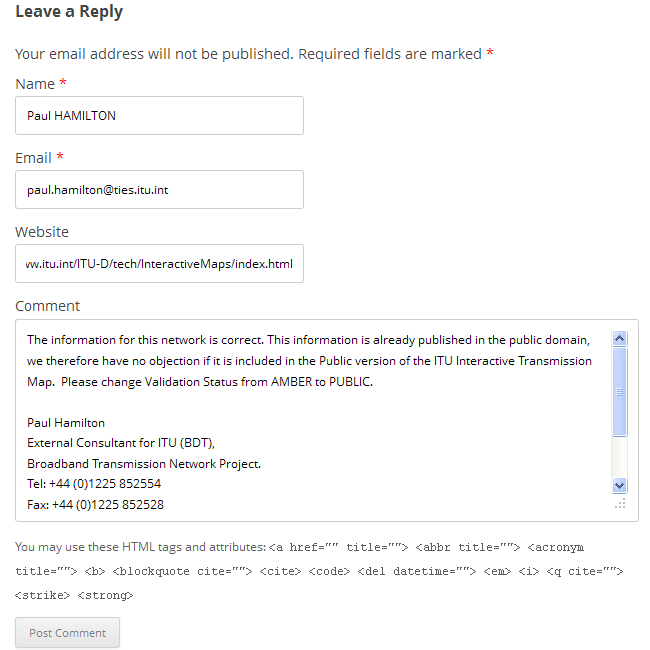 Leave a Reply
Your email address will not be published. Required fields are marked *
Name *
Paul HAMILTON
Email *
paul.hamilton@ties.itu.int
Website
w.itu.int/ITU-D/tech/InteractiveMaps/index.html
Comment
The information for this network is correct. This information is already published in the public domain,
we therefore have no objection if it is included in the Public version of the ITU Interactive Transmission
Map.  Please change Validation Status from AMBER to PUBLIC.
Paul Hamilton
External Consultant for ITU (BDT),
Broadband Transmission Network Project.
Tel: +44 (0)1225 852554
Fax: +44 (0)1225 852528
You may use these HTML tags and attributes: <a href="" title=""> <abbr title=""> <acronym
title=""> <b> <blockquote cite=""> <cite> <code> <del datetime=""> <em> <i> <q cite="">
<strike> <strong>
Post Comment